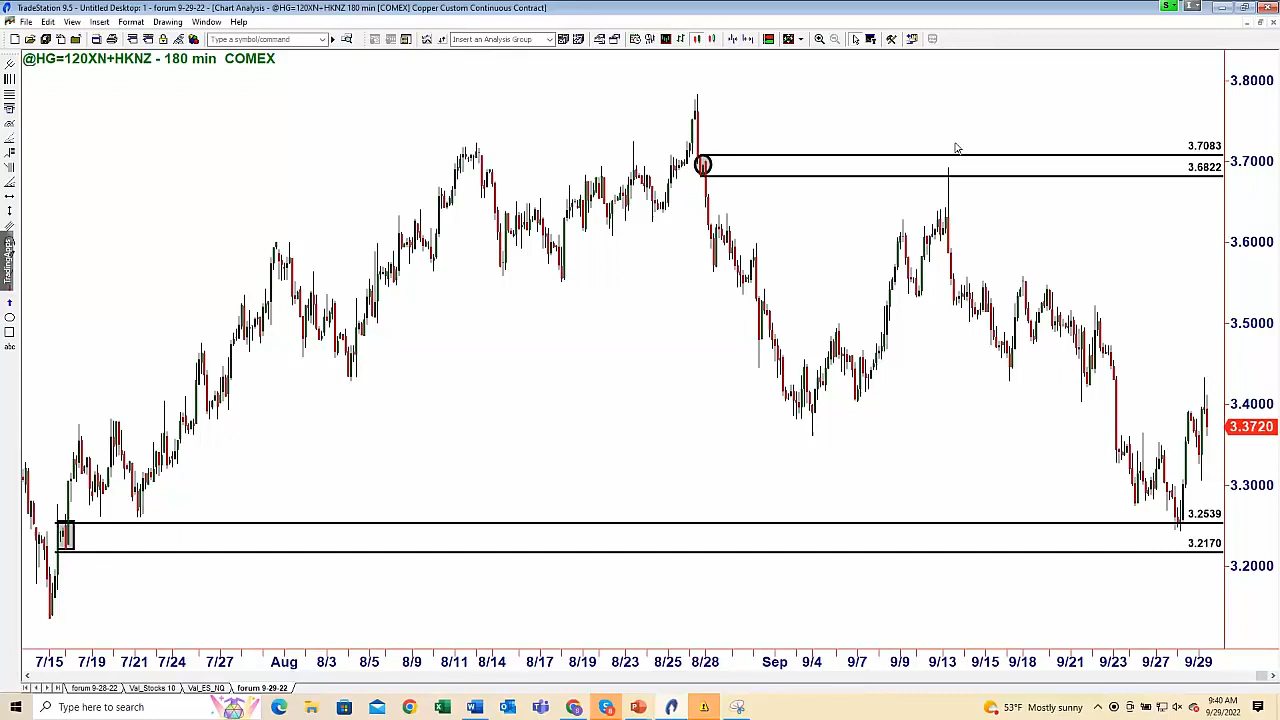 TradeStation 9.5 - Untitled Desktop: 1 - forum 9-29-22 - [Chart Analysis - @HG=120XN+HKNZ 180 min [COMEX] Copper Custom Continuous Contract]
File Edit View Insert Format Drawing Window Help
Type a symbol/command Insert an Analysis Group
@HG=120XN+HKNZ - 180 min COMEX
3.8000
3.7083
3.7000
3.6822
3.6000
3.5000
3.4000
3.3720
3.3000
3.2539
3.2170
3.2000
TradingApps
abc
7/15 7/19 7/21 7/24 7/27 Aug 8/3 8/5 8/9 8/11 8/14 8/17 8/19 8/23 8/25 8/28 Sep 9/4 9/7 9/9 9/13 9/15 9/18 9/21 9/23 9/27 9/29
forum 9-28-22 Val_Stocks 10 Val_ES_NQ forum 9-29-22
Type here to search 53°F Mostly sunny 9:40 AM
9/29/2022